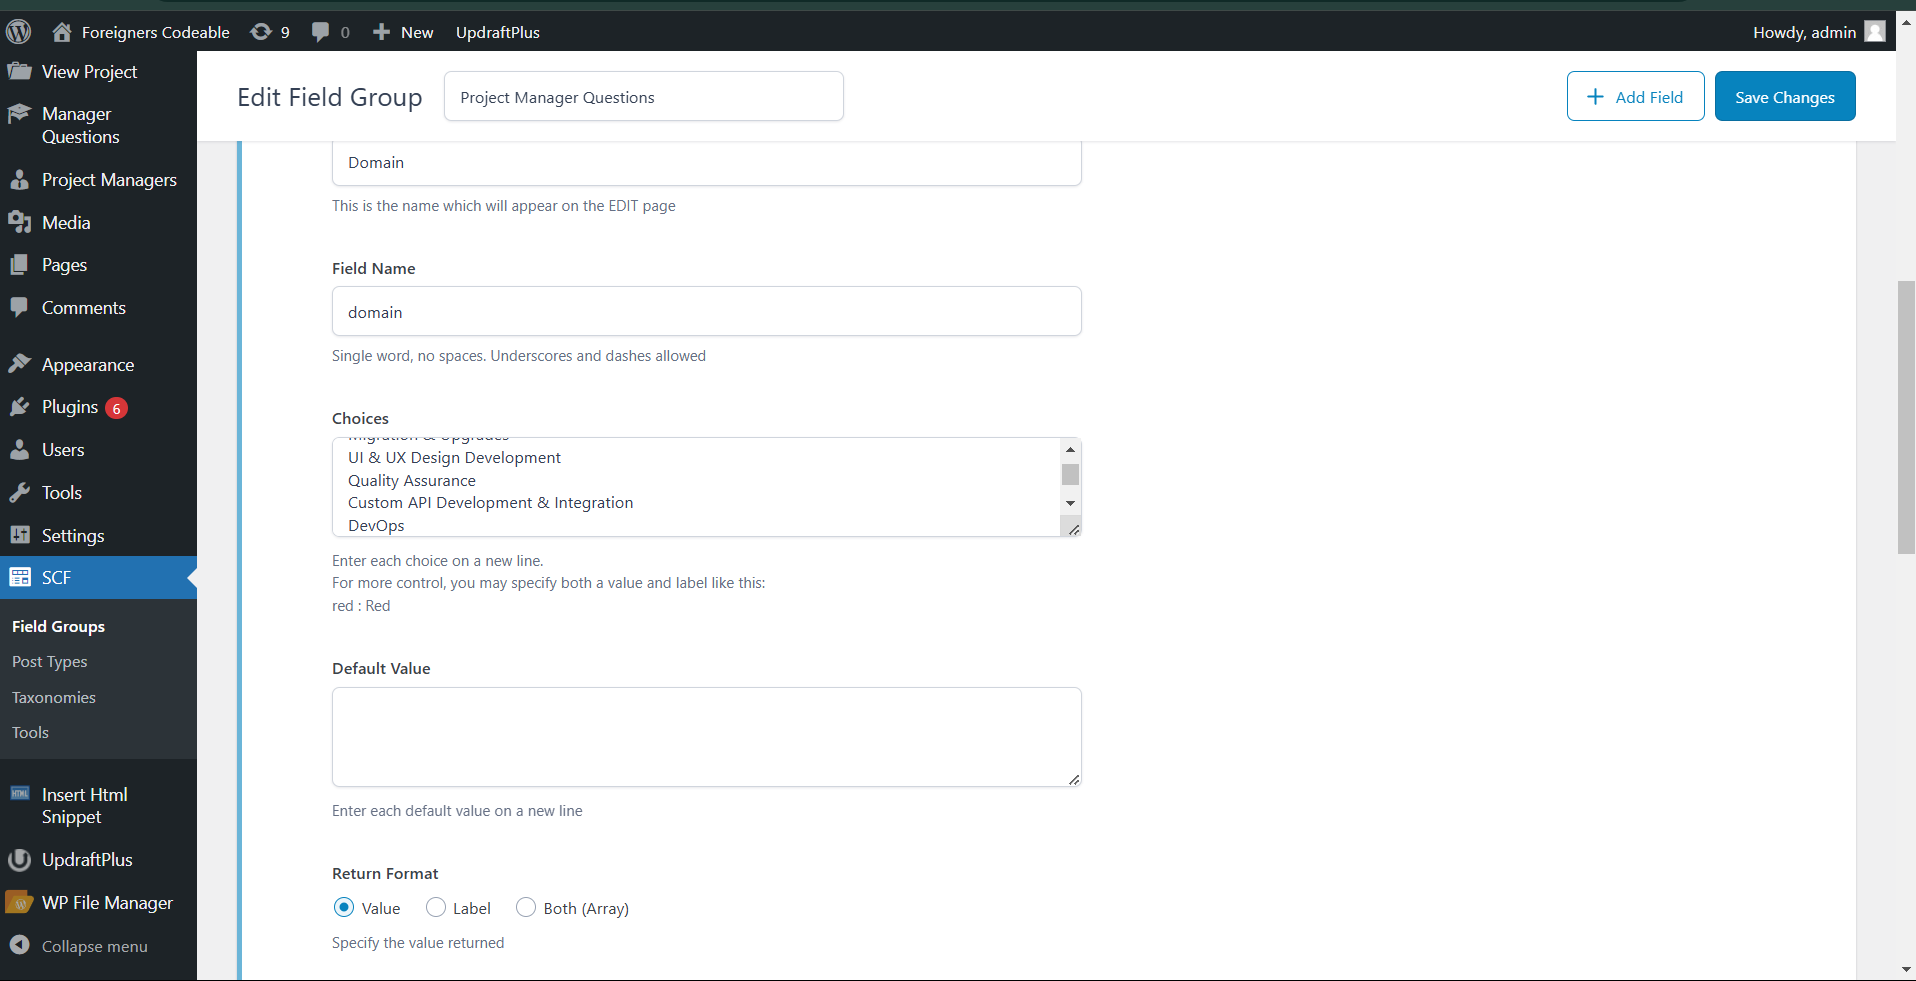 Foreigners Codeable
9
0
New
UpdraftPlus
Howdy, admin
View Project
Manager
Questions
Project Managers
Media
Pages
Comments
Appearance
Plugins 6
Users
Tools
Settings
SCF
Field Groups
Post Types
Taxonomies
Tools
Insert Html
Snippet
UpdraftPlus
WP File Manager
Collapse menu
Edit Field Group
Project Manager Questions
+ Add Field
Save Changes
Domain
This is the name which will appear on the EDIT page
Field Name
domain
Single word, no spaces. Underscores and dashes allowed
Choices
Migration & Upgrades
UI & UX Design Development
Quality Assurance
Custom API Development & Integration
DevOps
Enter each choice on a new line.
For more control, you may specify both a value and label like this:
red : Red
Default Value
Enter each default value on a new line
Return Format
Value
Label
Both (Array)
Specify the value returned